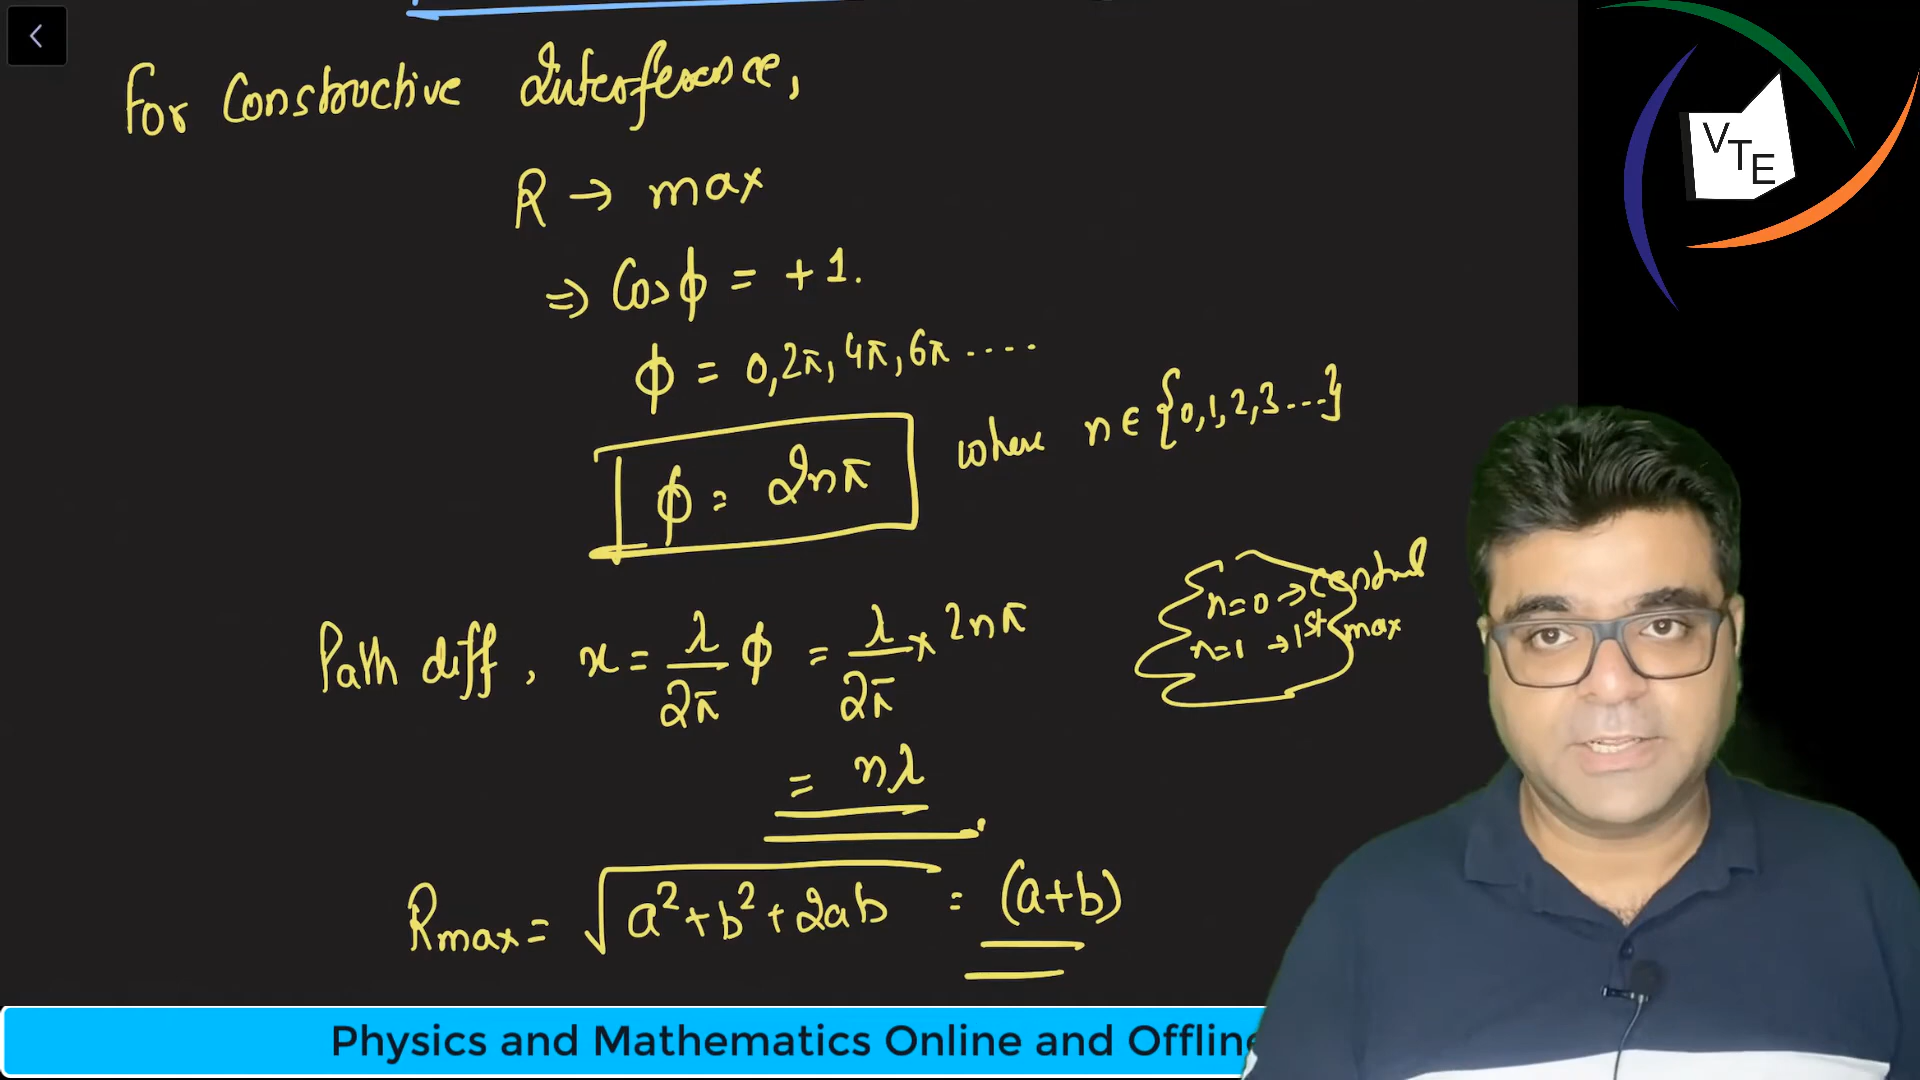 For Constructive Interference,
R → max
⇒ Cosϕ = +1.
ϕ = 0, 2π, 4π, 6π ....
ϕ = 2nπ where n ∈ {0, 1, 2, 3 ...}
n=0 → central
n=1 → 1st max
Path diff, x = λ/2π ϕ = λ/2π × 2nπ
= nλ
Rmax = √(a² + b² + 2ab) = (a+b)
VTE
Physics and Mathematics Online and Offline